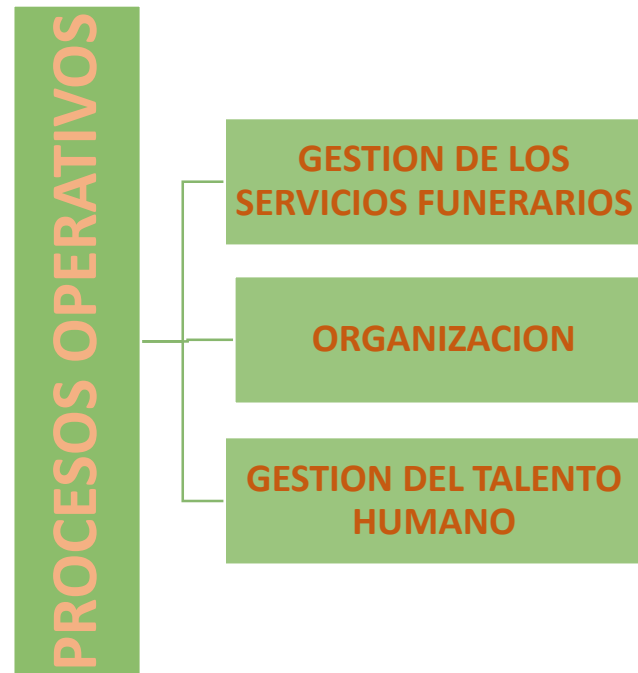 PROCESOS OPERATIVOS
GESTION DE LOS
SERVICIOS FUNERARIOS
ORGANIZACION
GESTION DEL TALENTO
HUMANO